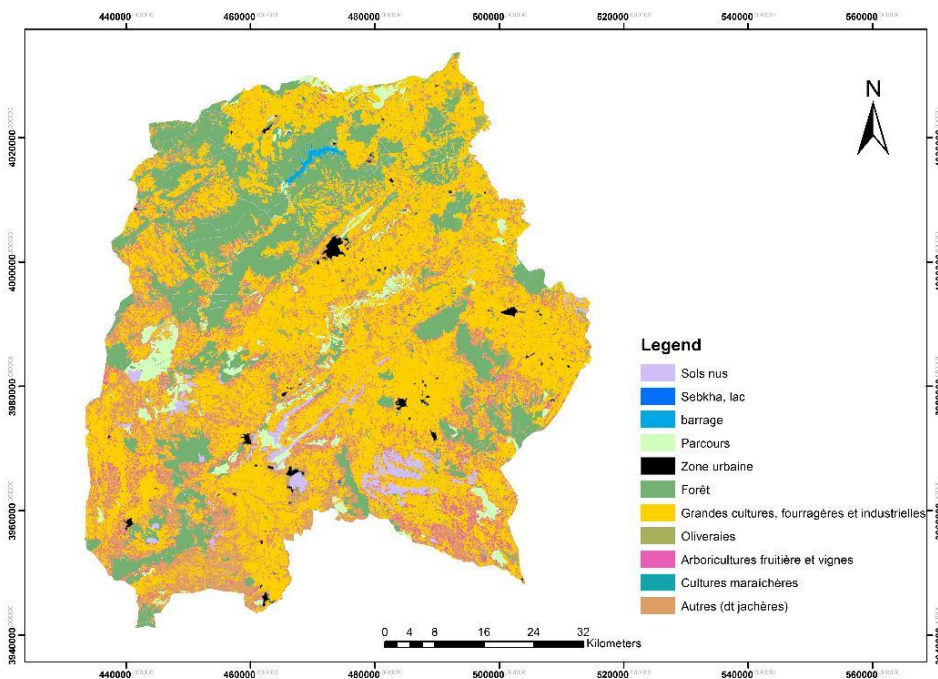 440000 460000 480000 500000 520000 540000 560000
N
4020000
4000000
3980000
3960000
3940000
Legend
Sols nus
Sebkha, lac
barrage
Parcours
Zone urbaine
Forêt
Grandes cultures, fourragères et industrielles
Oliveraies
Arboricultures fruitière et vignes
Cultures maraichères
Autres (dt jachères)
0 4 8 16 24 32
Kilometers
440000 460000 480000 500000 520000 540000 560000